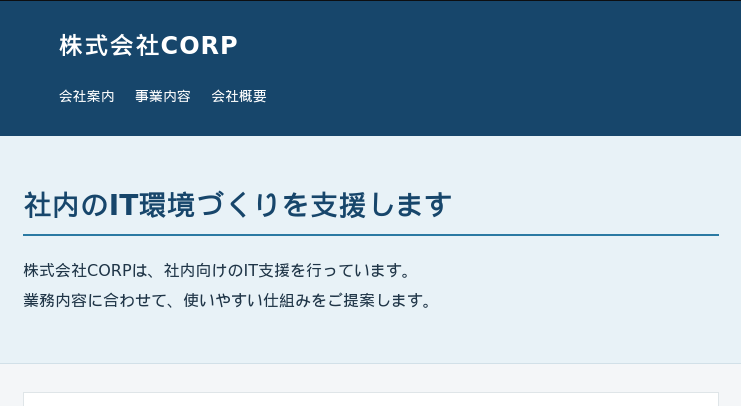 株式会社CORP
会社案内 事業内容 会社概要
社内のIT環境づくりを支援します
株式会社CORPは、社内向けのIT支援を行っています。
業務内容に合わせて、使いやすい仕組みをご提案します。